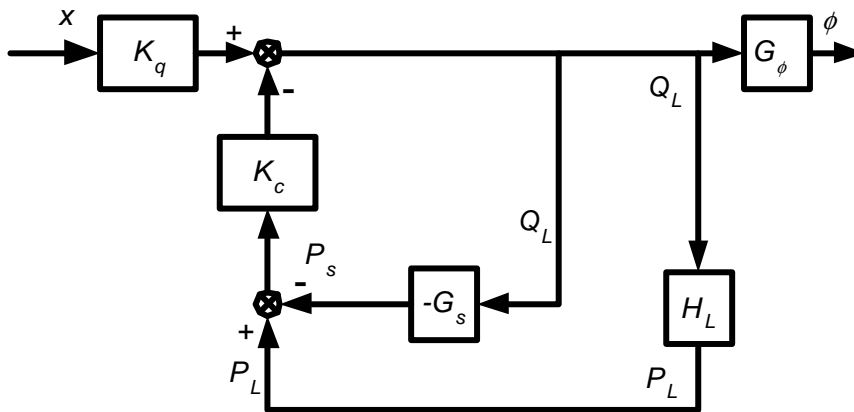 x
K_q
+
-
Q_L
G_ϕ
ϕ
K_c
Q_L
P_s
-
-G_s
H_L
+
P_L
P_L